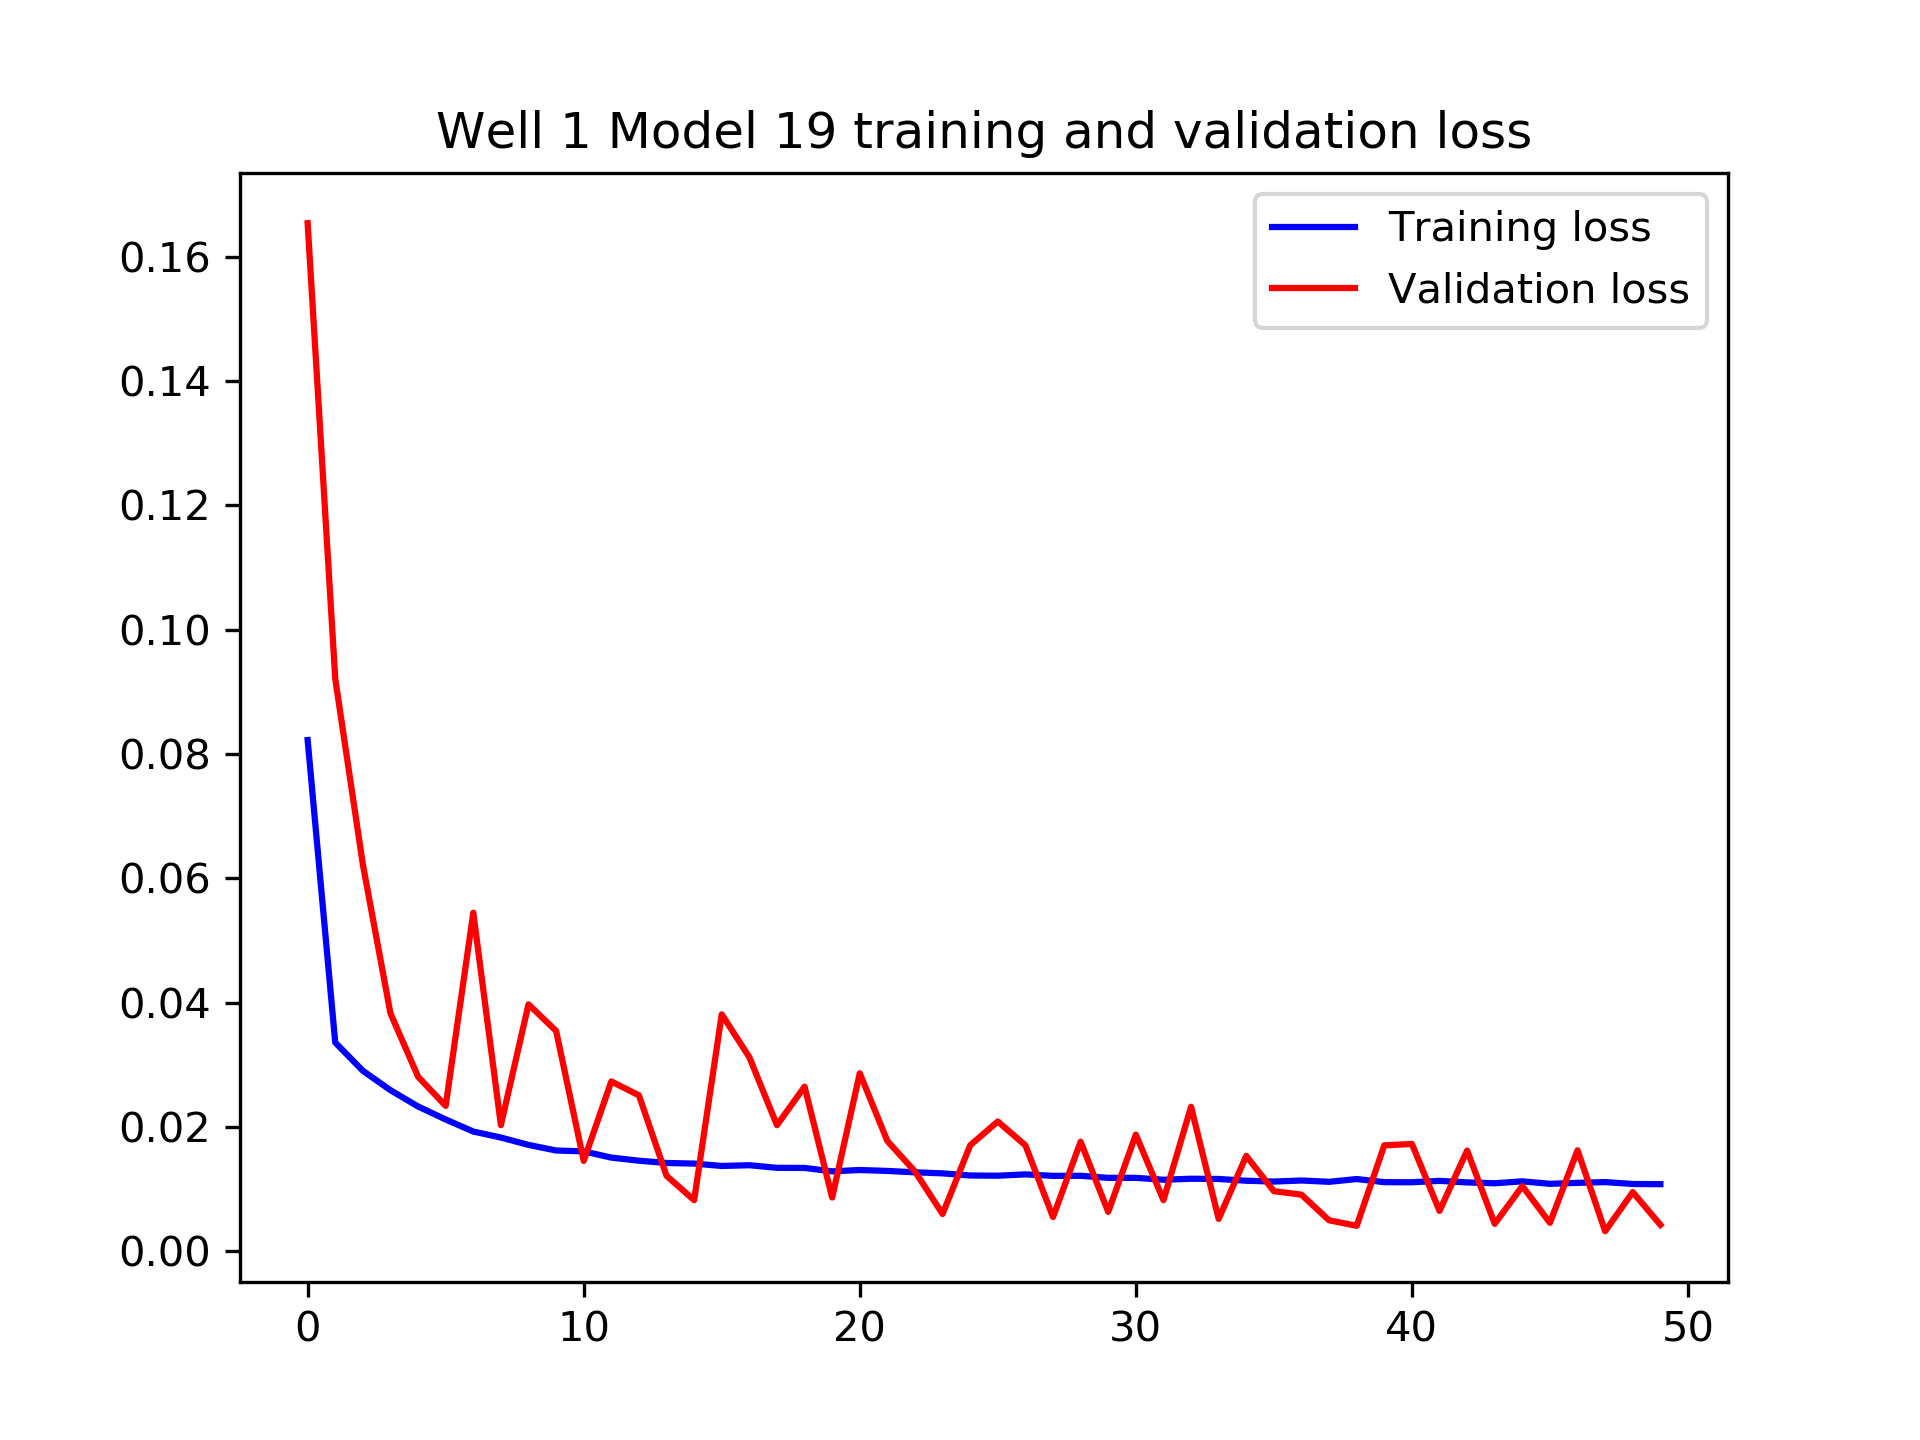 Well 1 Model 19 training and validation loss
Training loss
Validation loss
0.16
0.14
0.12
0.10
0.08
0.06
0.04
0.02
0.00
0 10 20 30 40 50